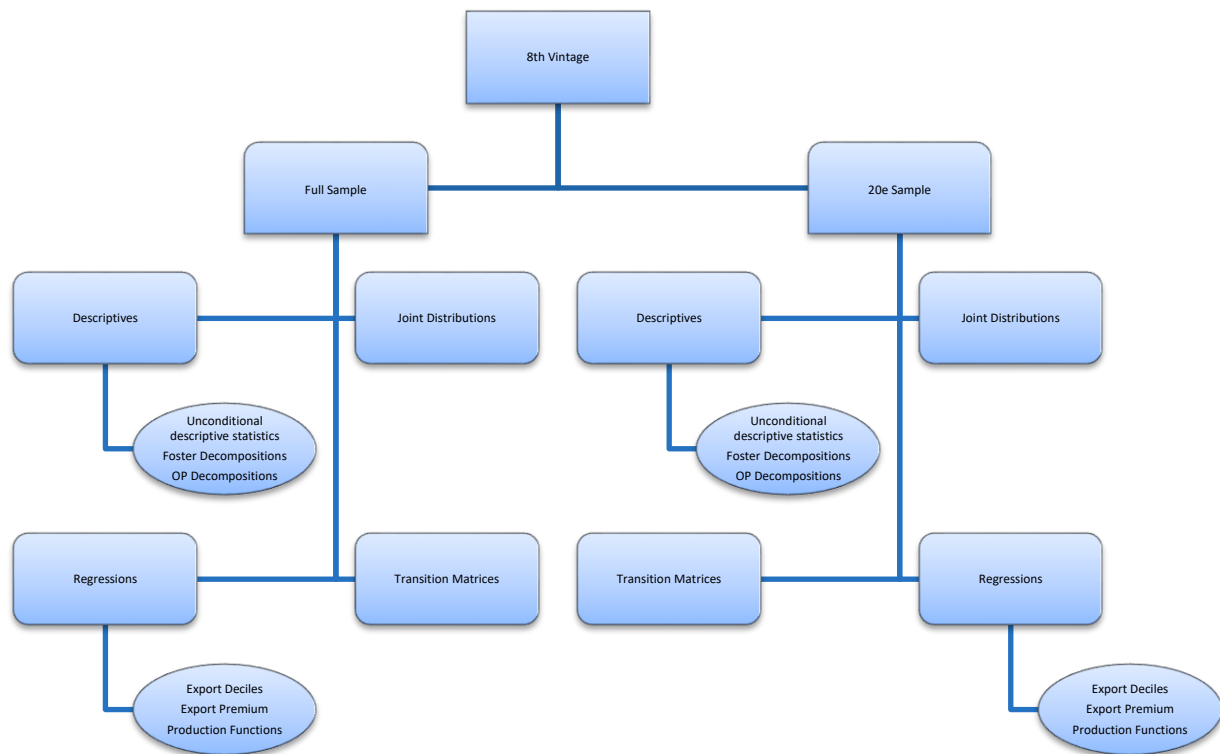 8th Vintage
Full Sample
20e Sample
Descriptives
Joint Distributions
Descriptives
Joint Distributions
Unconditional
descriptive statistics
Foster Decompositions
OP Decompositions
Unconditional
descriptive statistics
Foster Decompositions
OP Decompositions
Regressions
Transition Matrices
Transition Matrices
Regressions
Export Deciles
Export Premium
Production Functions
Export Deciles
Export Premium
Production Functions